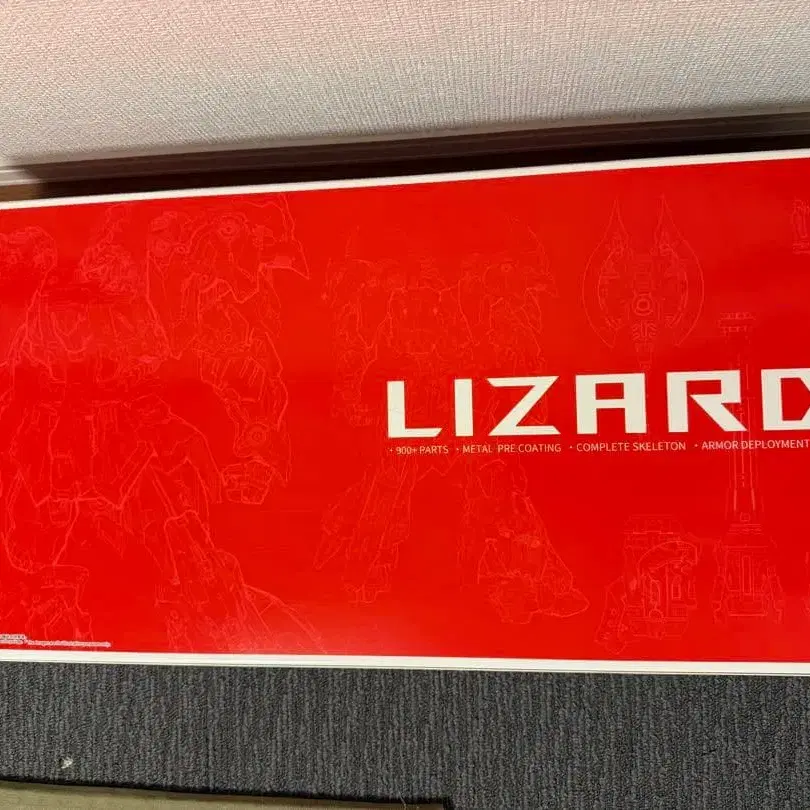 LIZARD
· 900+ PARTS · METAL PRE COATING · COMPLETE SKELETON · ARMOR DEPLOYMENT